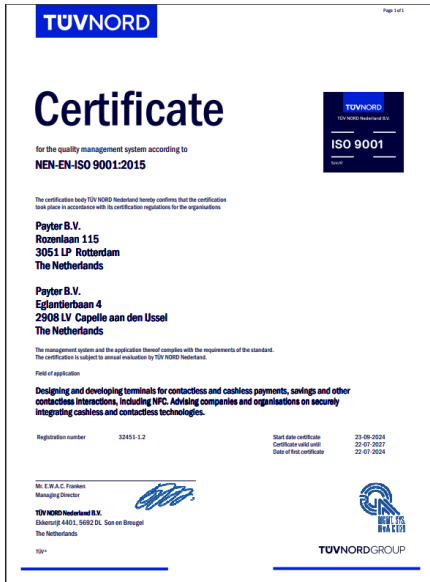 Page 1 of 1
TÜVNORD
Certificate
for the quality management system according to
NEN-EN-ISO 9001:2015
TÜVNORD
TÜV NORD Nederland B.V.
ISO 9001
The certification body TÜV NORD Nederland hereby confirms that the certification
took place in accordance with its certification regulations for the organisations
Payter B.V.
Rozenlaan 115
3051 LP Rotterdam
The Netherlands
Payter B.V.
Eglantierbaan 4
2908 LV Capelle aan den IJssel
The Netherlands
The management system and the application thereof complies with the requirements of the standard.
The certification is subject to annual evaluation by TÜV NORD Nederland.
Field of application
Designing and developing terminals for contactless and cashless payments, savings and other
contactless interactions, including NFC. Advising companies and organisations on securely
integrating cashless and contactless technologies.
Registration number 32451-1.2
Start date certificate 23-09-2024
Certificate valid until 22-07-2027
Date of first certificate 22-07-2024
Mr. E.W.A.C. Franken
Managing Director
TÜV NORD Nederland B.V.
Ekkersrijt 4401, 5692 DL Son en Breugel
The Netherlands
TÜV®
TÜVNORDGROUP